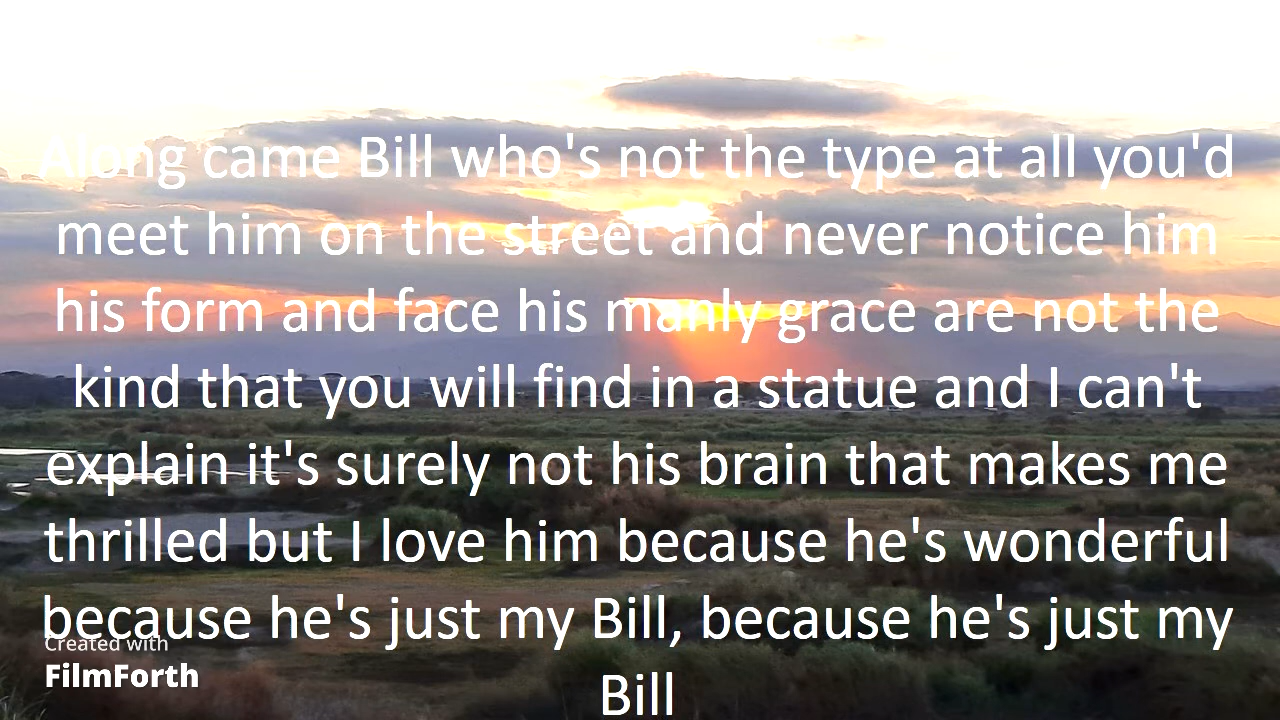 Along came Bill who's not the type at all you'd
meet him on the street and never notice him
his form and face his manly grace are not the
kind that you will find in a statue and I can't
explain it's surely not his brain that makes me
thrilled but I love him because he's wonderful
because he's just my Bill, because he's just my
Bill
Created with
FilmForth